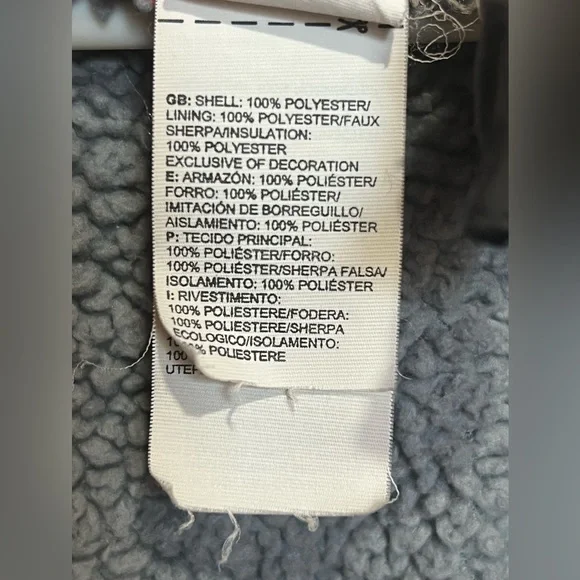 GB: SHELL: 100% POLYESTER/
LINING: 100% POLYESTER/FAUX
SHERPA/INSULATION:
100% POLYESTER
EXCLUSIVE OF DECORATION
E: ARMAZÓN: 100% POLIÉSTER/
FORRO: 100% POLIÉSTER/
IMITACIÓN DE BORREGUILLO/
AISLAMIENTO: 100% POLIÉSTER
P: TECIDO PRINCIPAL:
100% POLIÉSTER/FORRO:
100% POLIÉSTER/SHERPA FALSA/
ISOLAMENTO: 100% POLIÉSTER
I: RIVESTIMENTO:
100% POLIESTERE/FODERA:
100% POLIESTERE/SHERPA
ECOLOGICO/ISOLAMENTO:
100% POLIESTERE